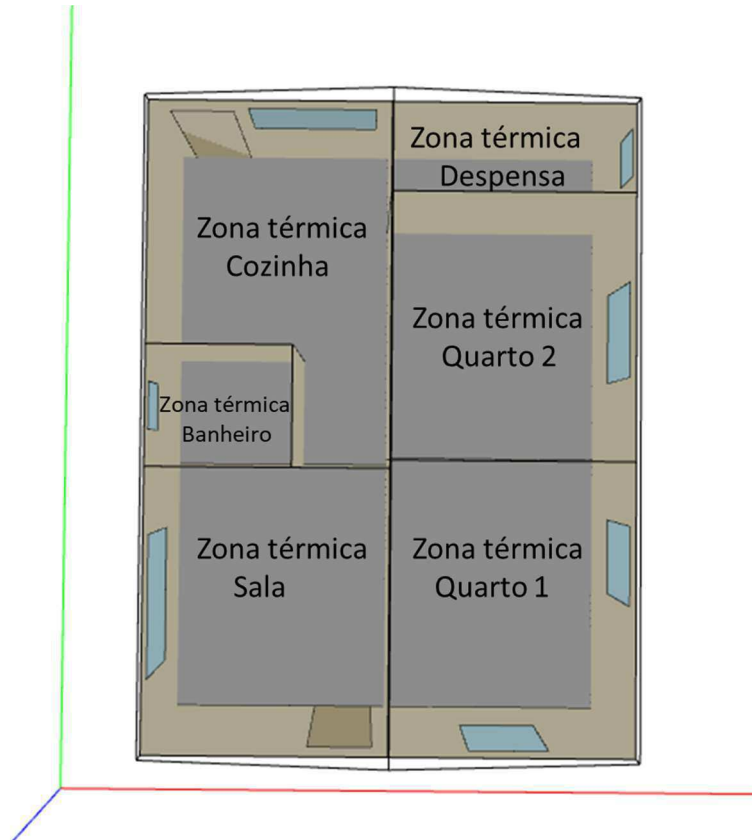 Zona térmica
Despensa
Zona térmica
Cozinha
Zona térmica
Quarto 2
Zona térmica
Banheiro
Zona térmica
Sala
Zona térmica
Quarto 1